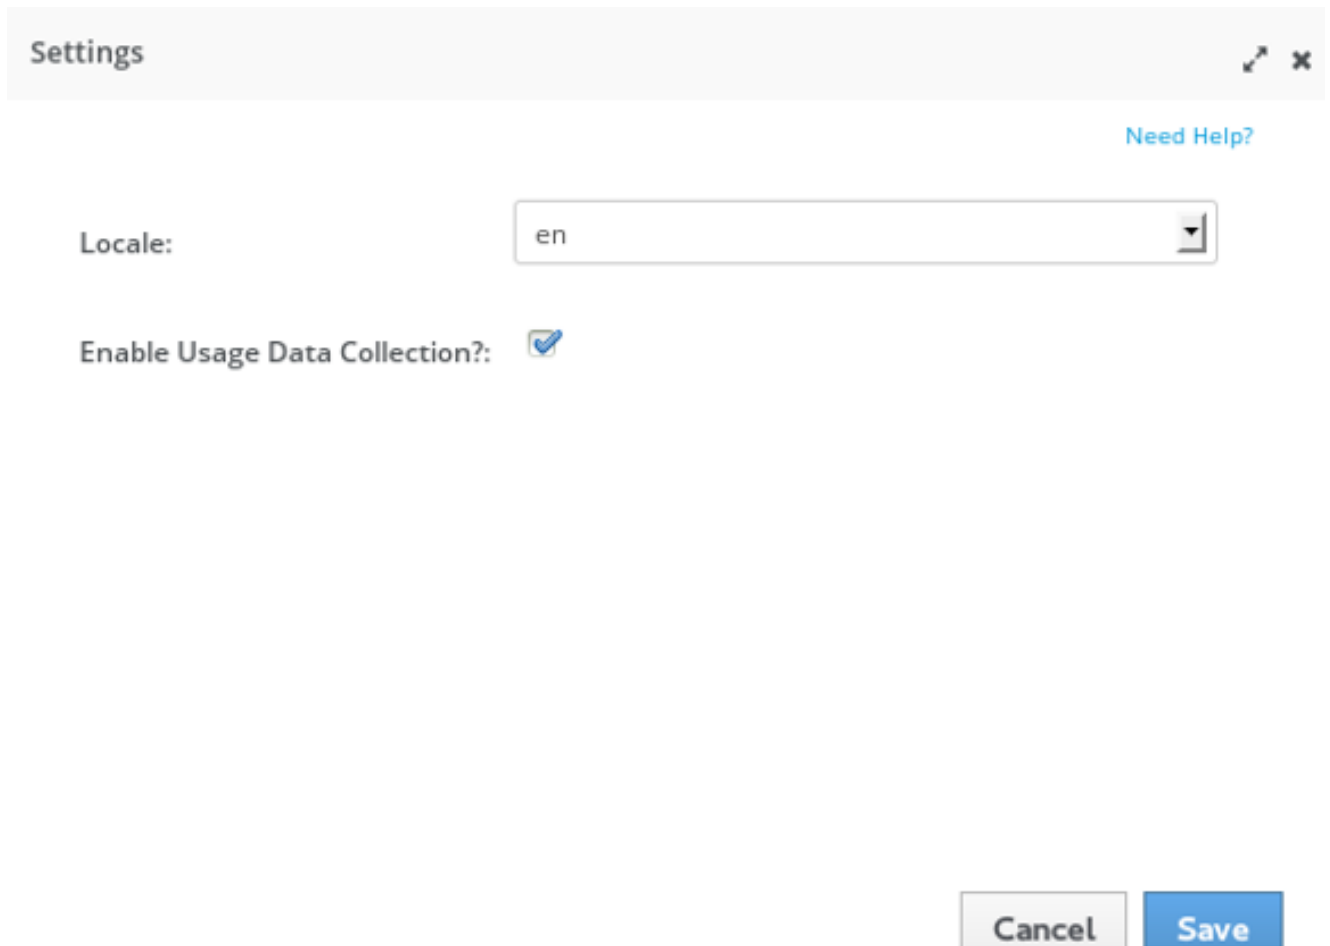 Settings
Need Help?
Locale:
en
Enable Usage Data Collection?:
Cancel
Save